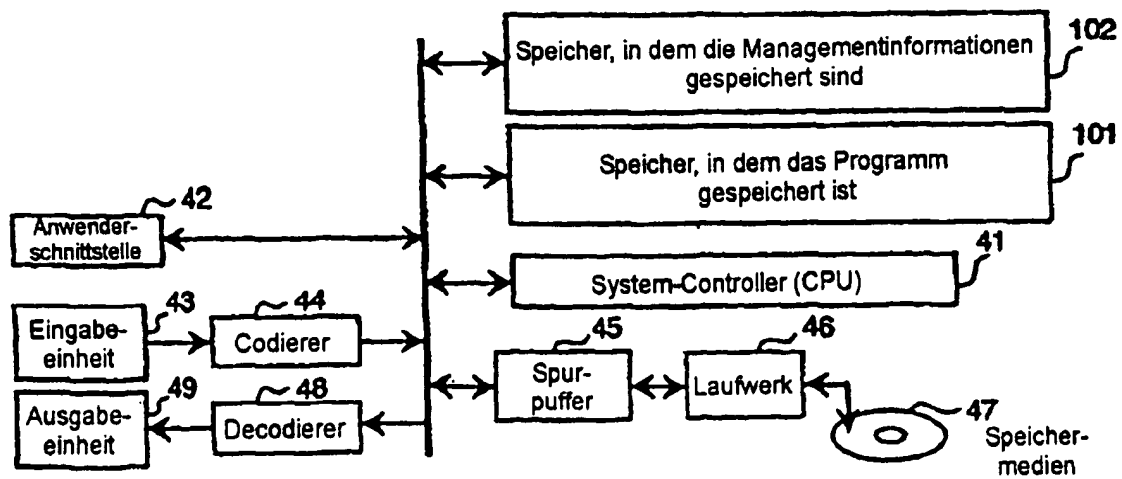 Speicher, in dem die Managementinformationen
gespeichert sind
102
Speicher, in dem das Programm
gespeichert ist
101
42
Anwender-
schnittstelle
System-Controller (CPU)
41
Eingabe-
einheit
43
Codierer
44
Spur-
puffer
45
Laufwerk
46
Ausgabe-
einheit
49
Decodierer
48
47
Speicher-
medien